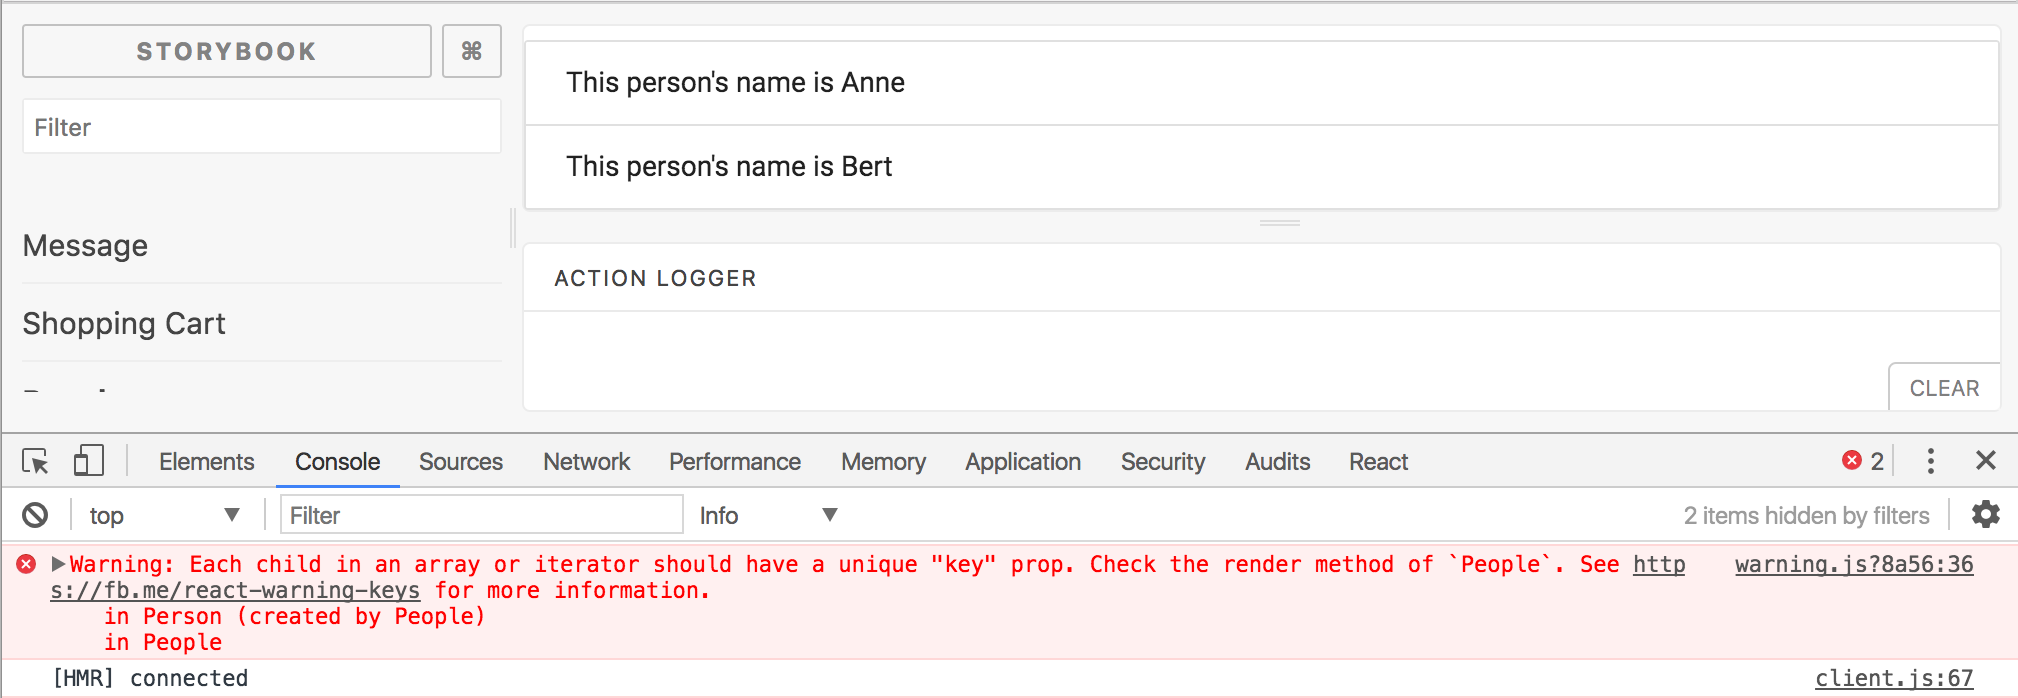 STORYBOOK
⌘
Filter
Message
Shopping Cart
This person's name is Anne
This person's name is Bert
ACTION LOGGER
CLEAR
Elements Console Sources Network Performance Memory Application Security Audits React 2
top Filter Info 2 items hidden by filters
Warning: Each child in an array or iterator should have a unique "key" prop. Check the render method of `People`. See http warning.js?8a56:36
s://fb.me/react-warning-keys for more information.
in Person (created by People)
in People
[HMR] connected client.js:67